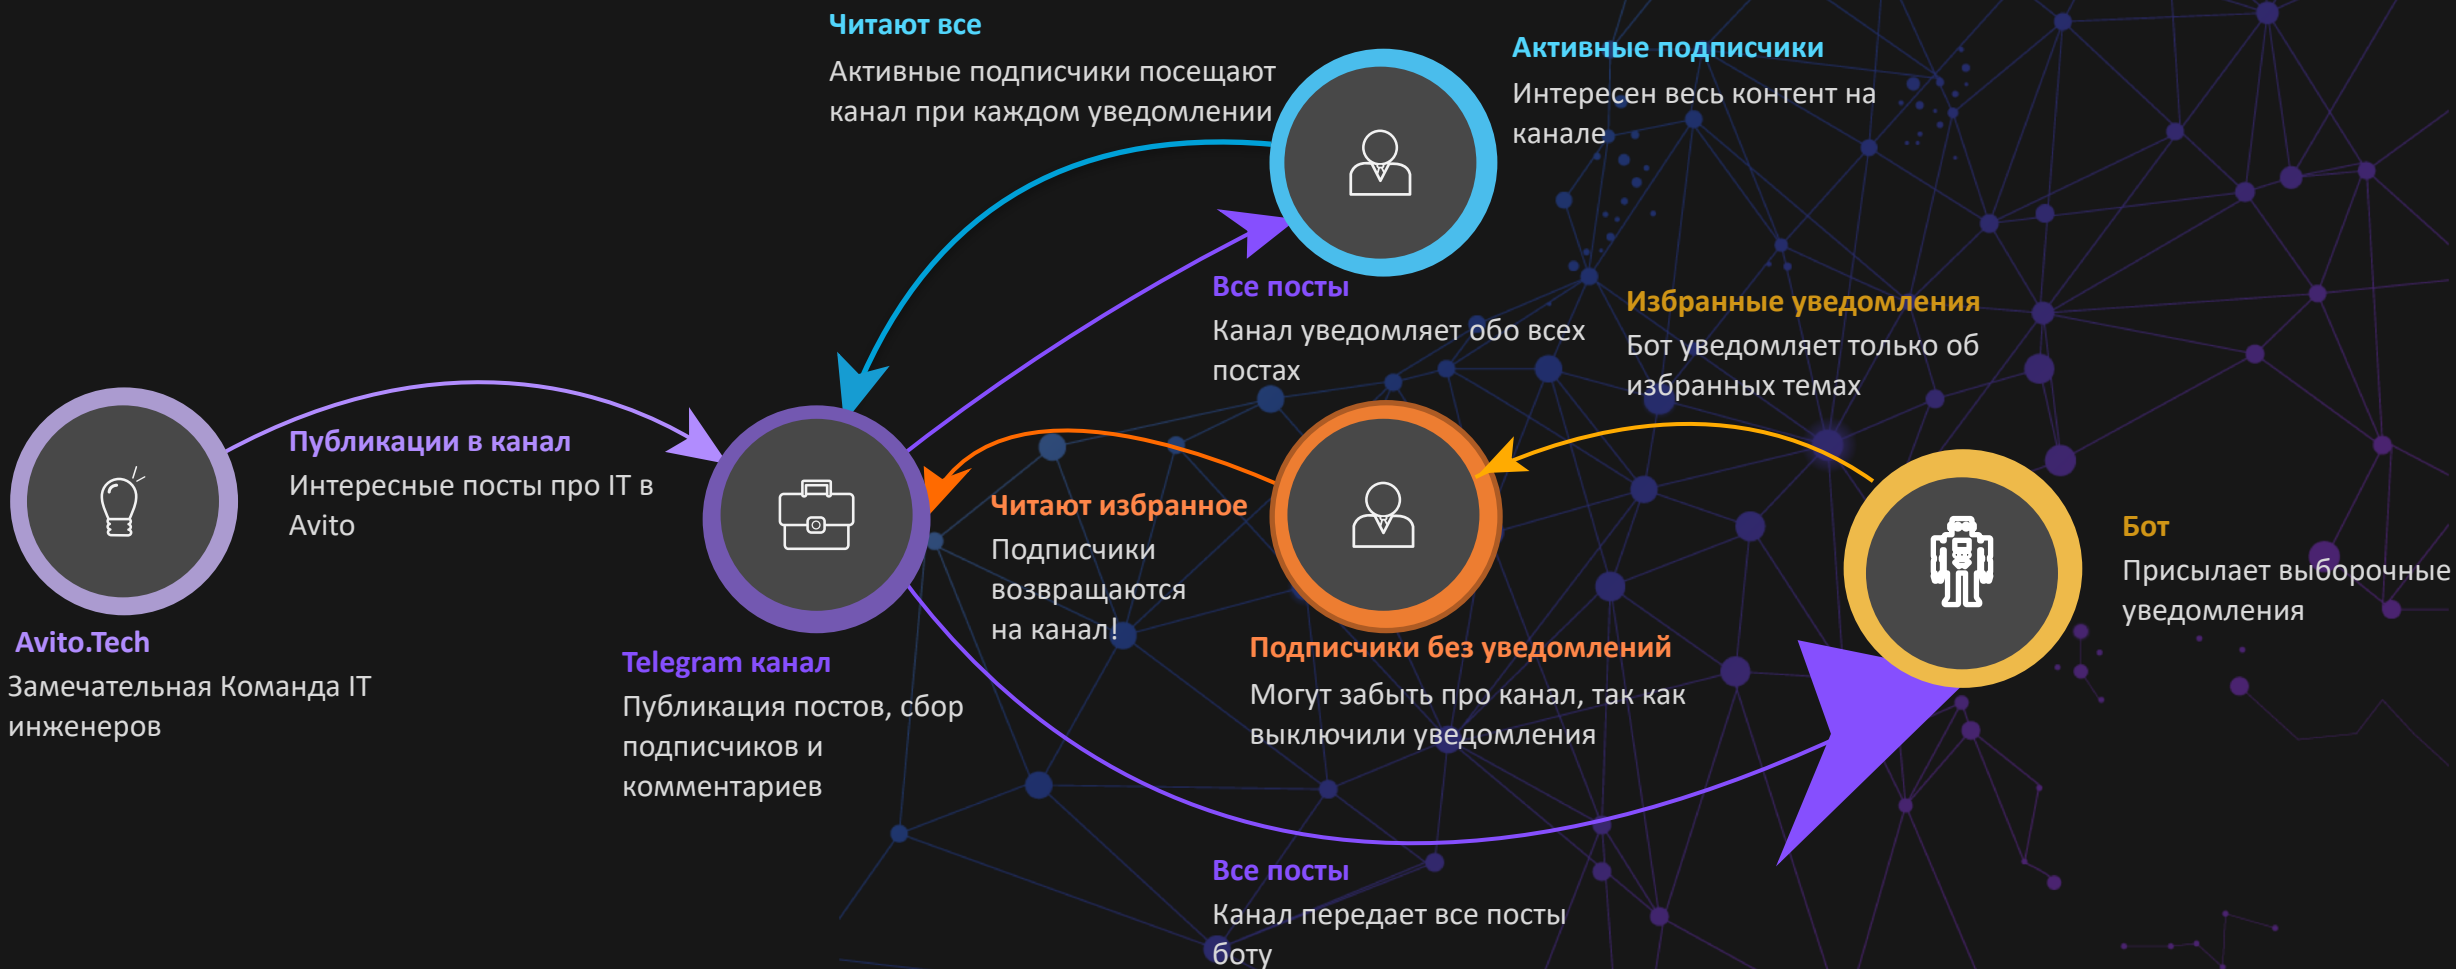 Читают все
Активные подписчики посещают
канал при каждом уведомлении
Активные подписчики
Интересен весь контент на
канале
Все посты
Канал уведомляет обо всех
постах
Избранные уведомления
Бот уведомляет только об
избранных темах
Публикации в канал
Интересные посты про IT в
Avito
Читают избранное
Подписчики
возвращаются
на канал!
Бот
Присылает выборочные
уведомления
Avito.Tech
Замечательная Команда IT
инженеров
Telegram канал
Публикация постов, сбор
подписчиков и
комментариев
Подписчики без уведомлений
Могут забыть про канал, так как
выключили уведомления
Все посты
Канал передает все посты
боту